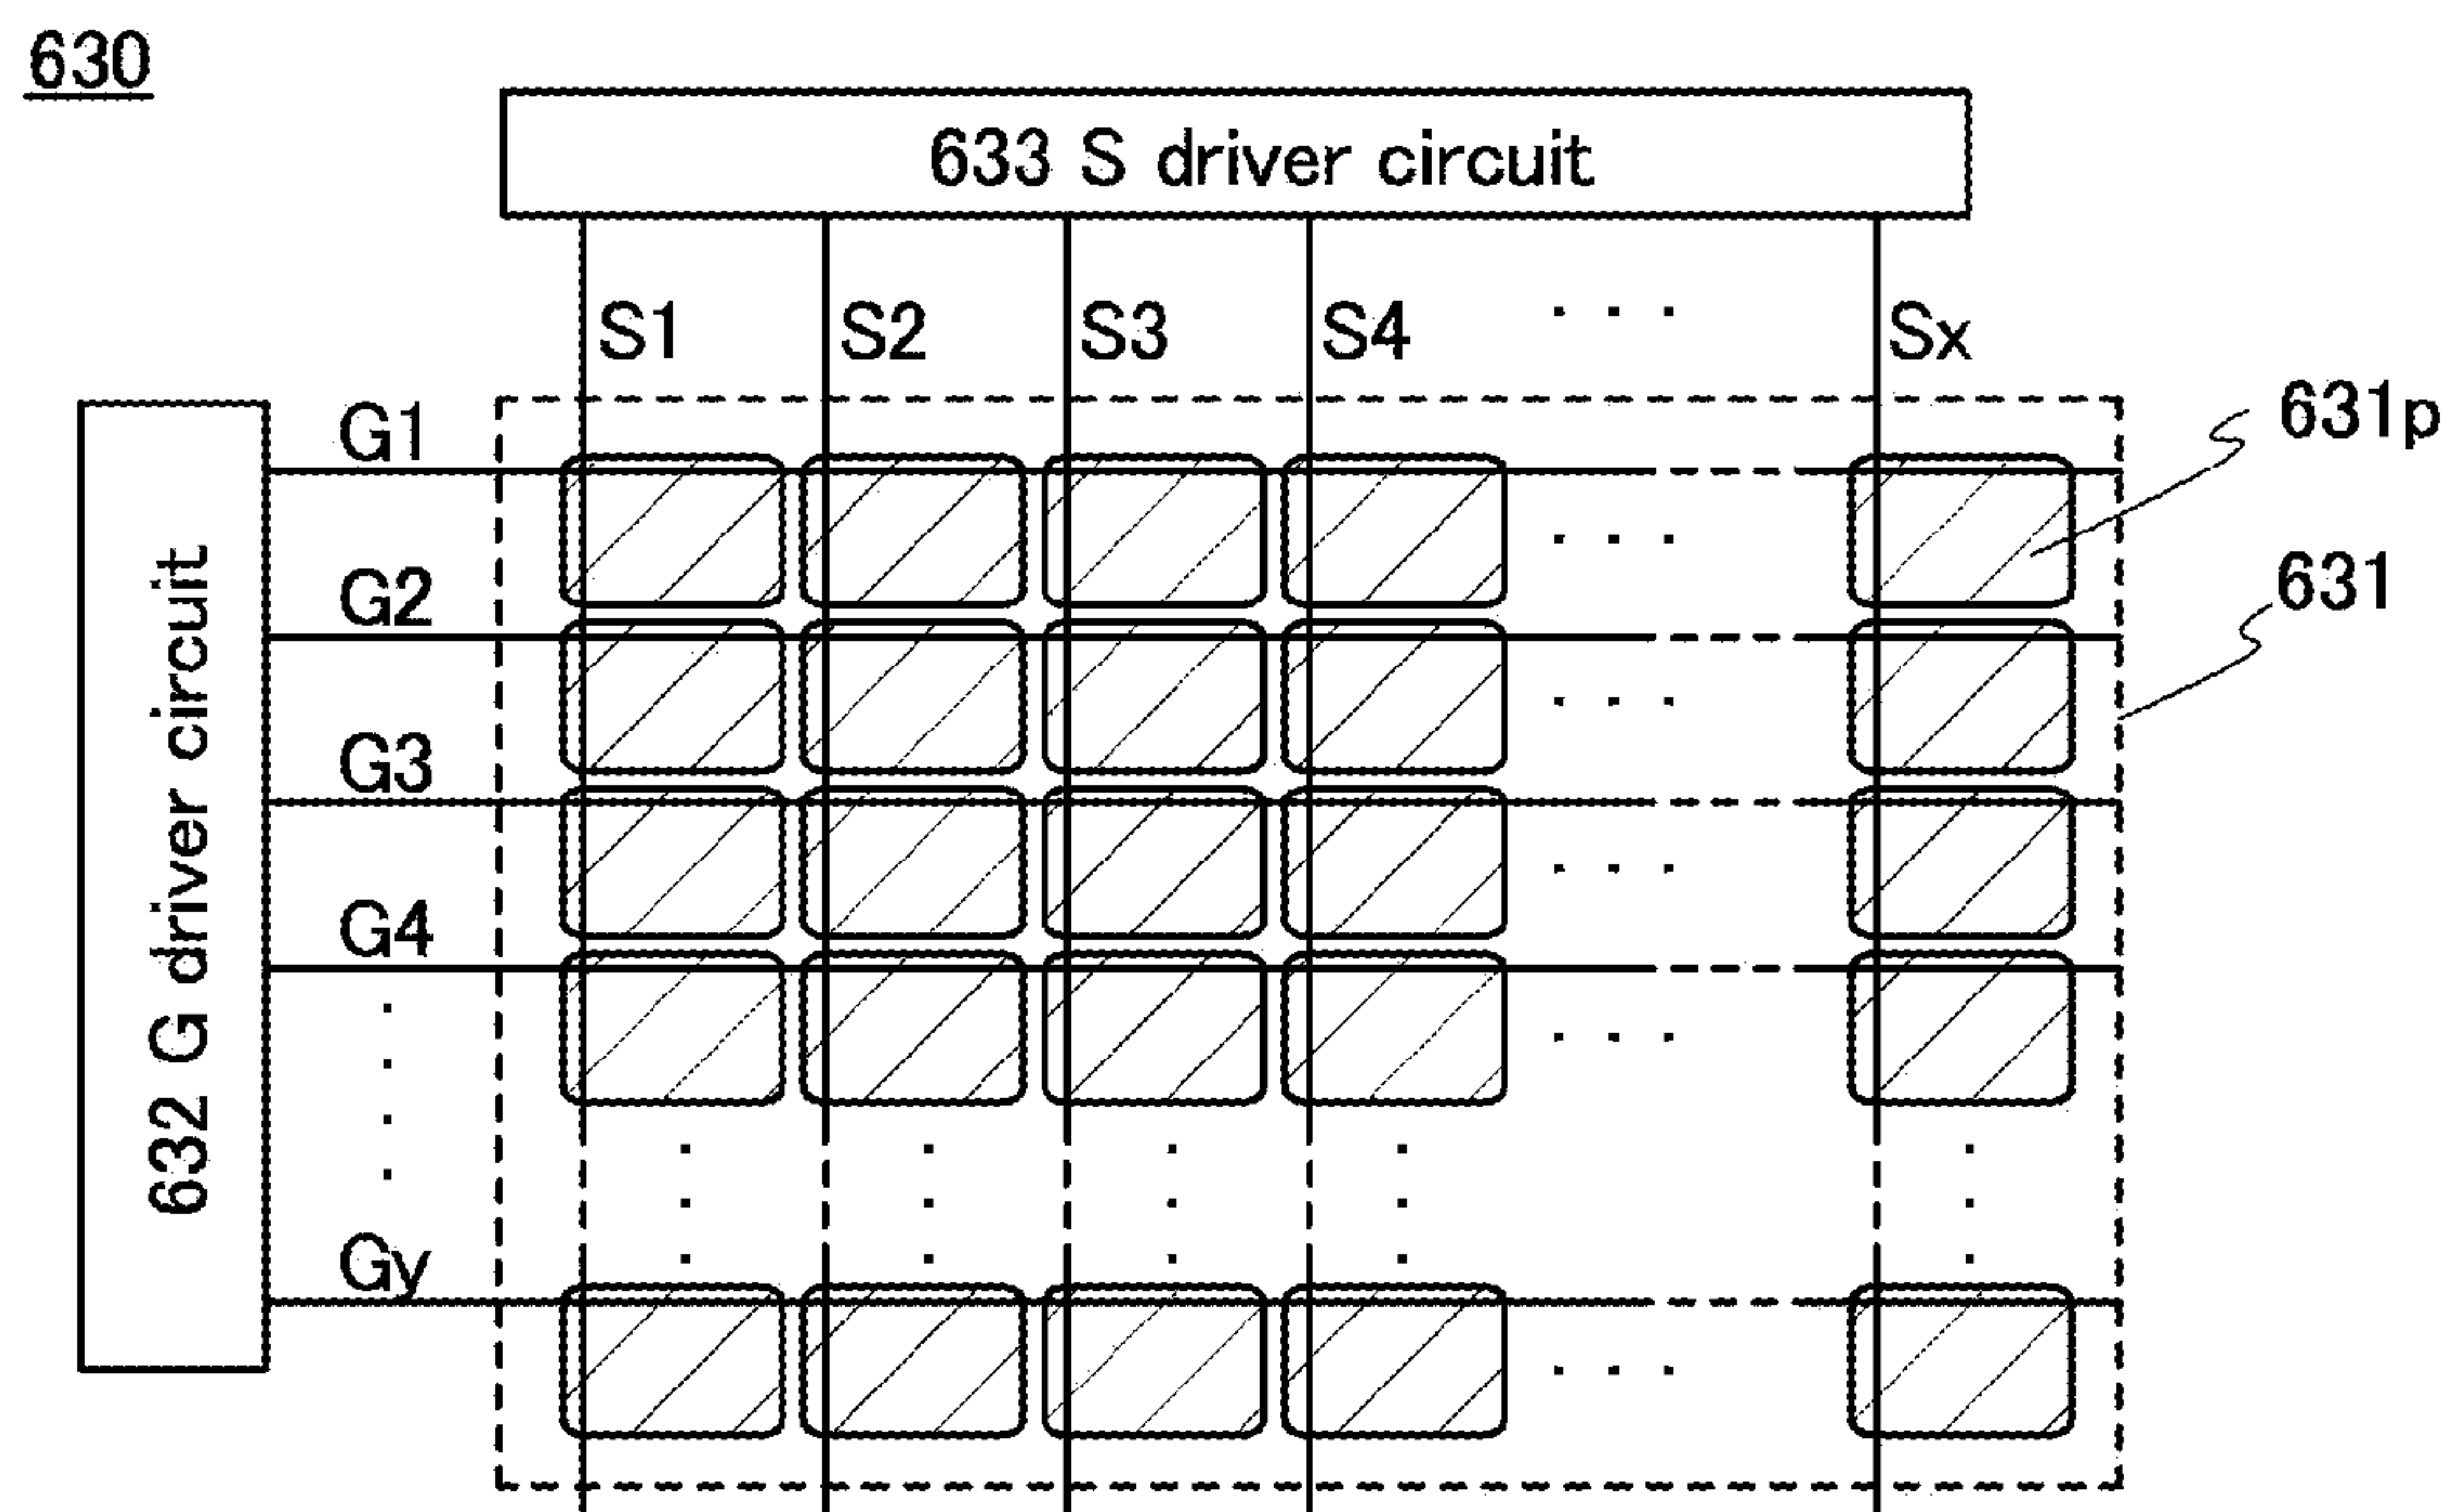 630
633 S driver circuit
S1 S2 S3 S4 ··· Sx
631p
631
632 G driver circuit
G1
G2
G3
G4
Gy